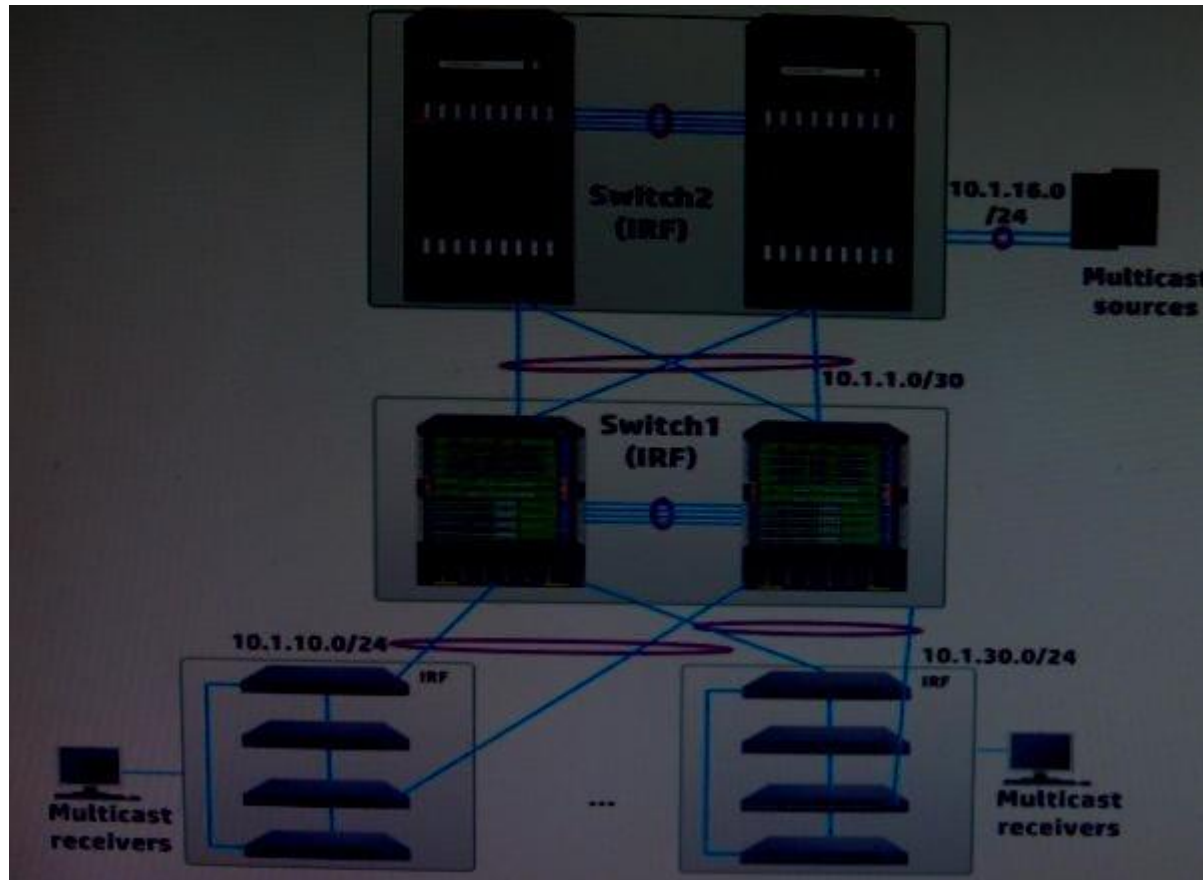 Switch2
(IRF)
10.1.16.0
/24
Multicast
sources
10.1.1.0/30
Switch1
(IRF)
10.1.10.0/24
IRF
10.1.30.0/24
IRF
Multicast
receivers
...
Multicast
receivers